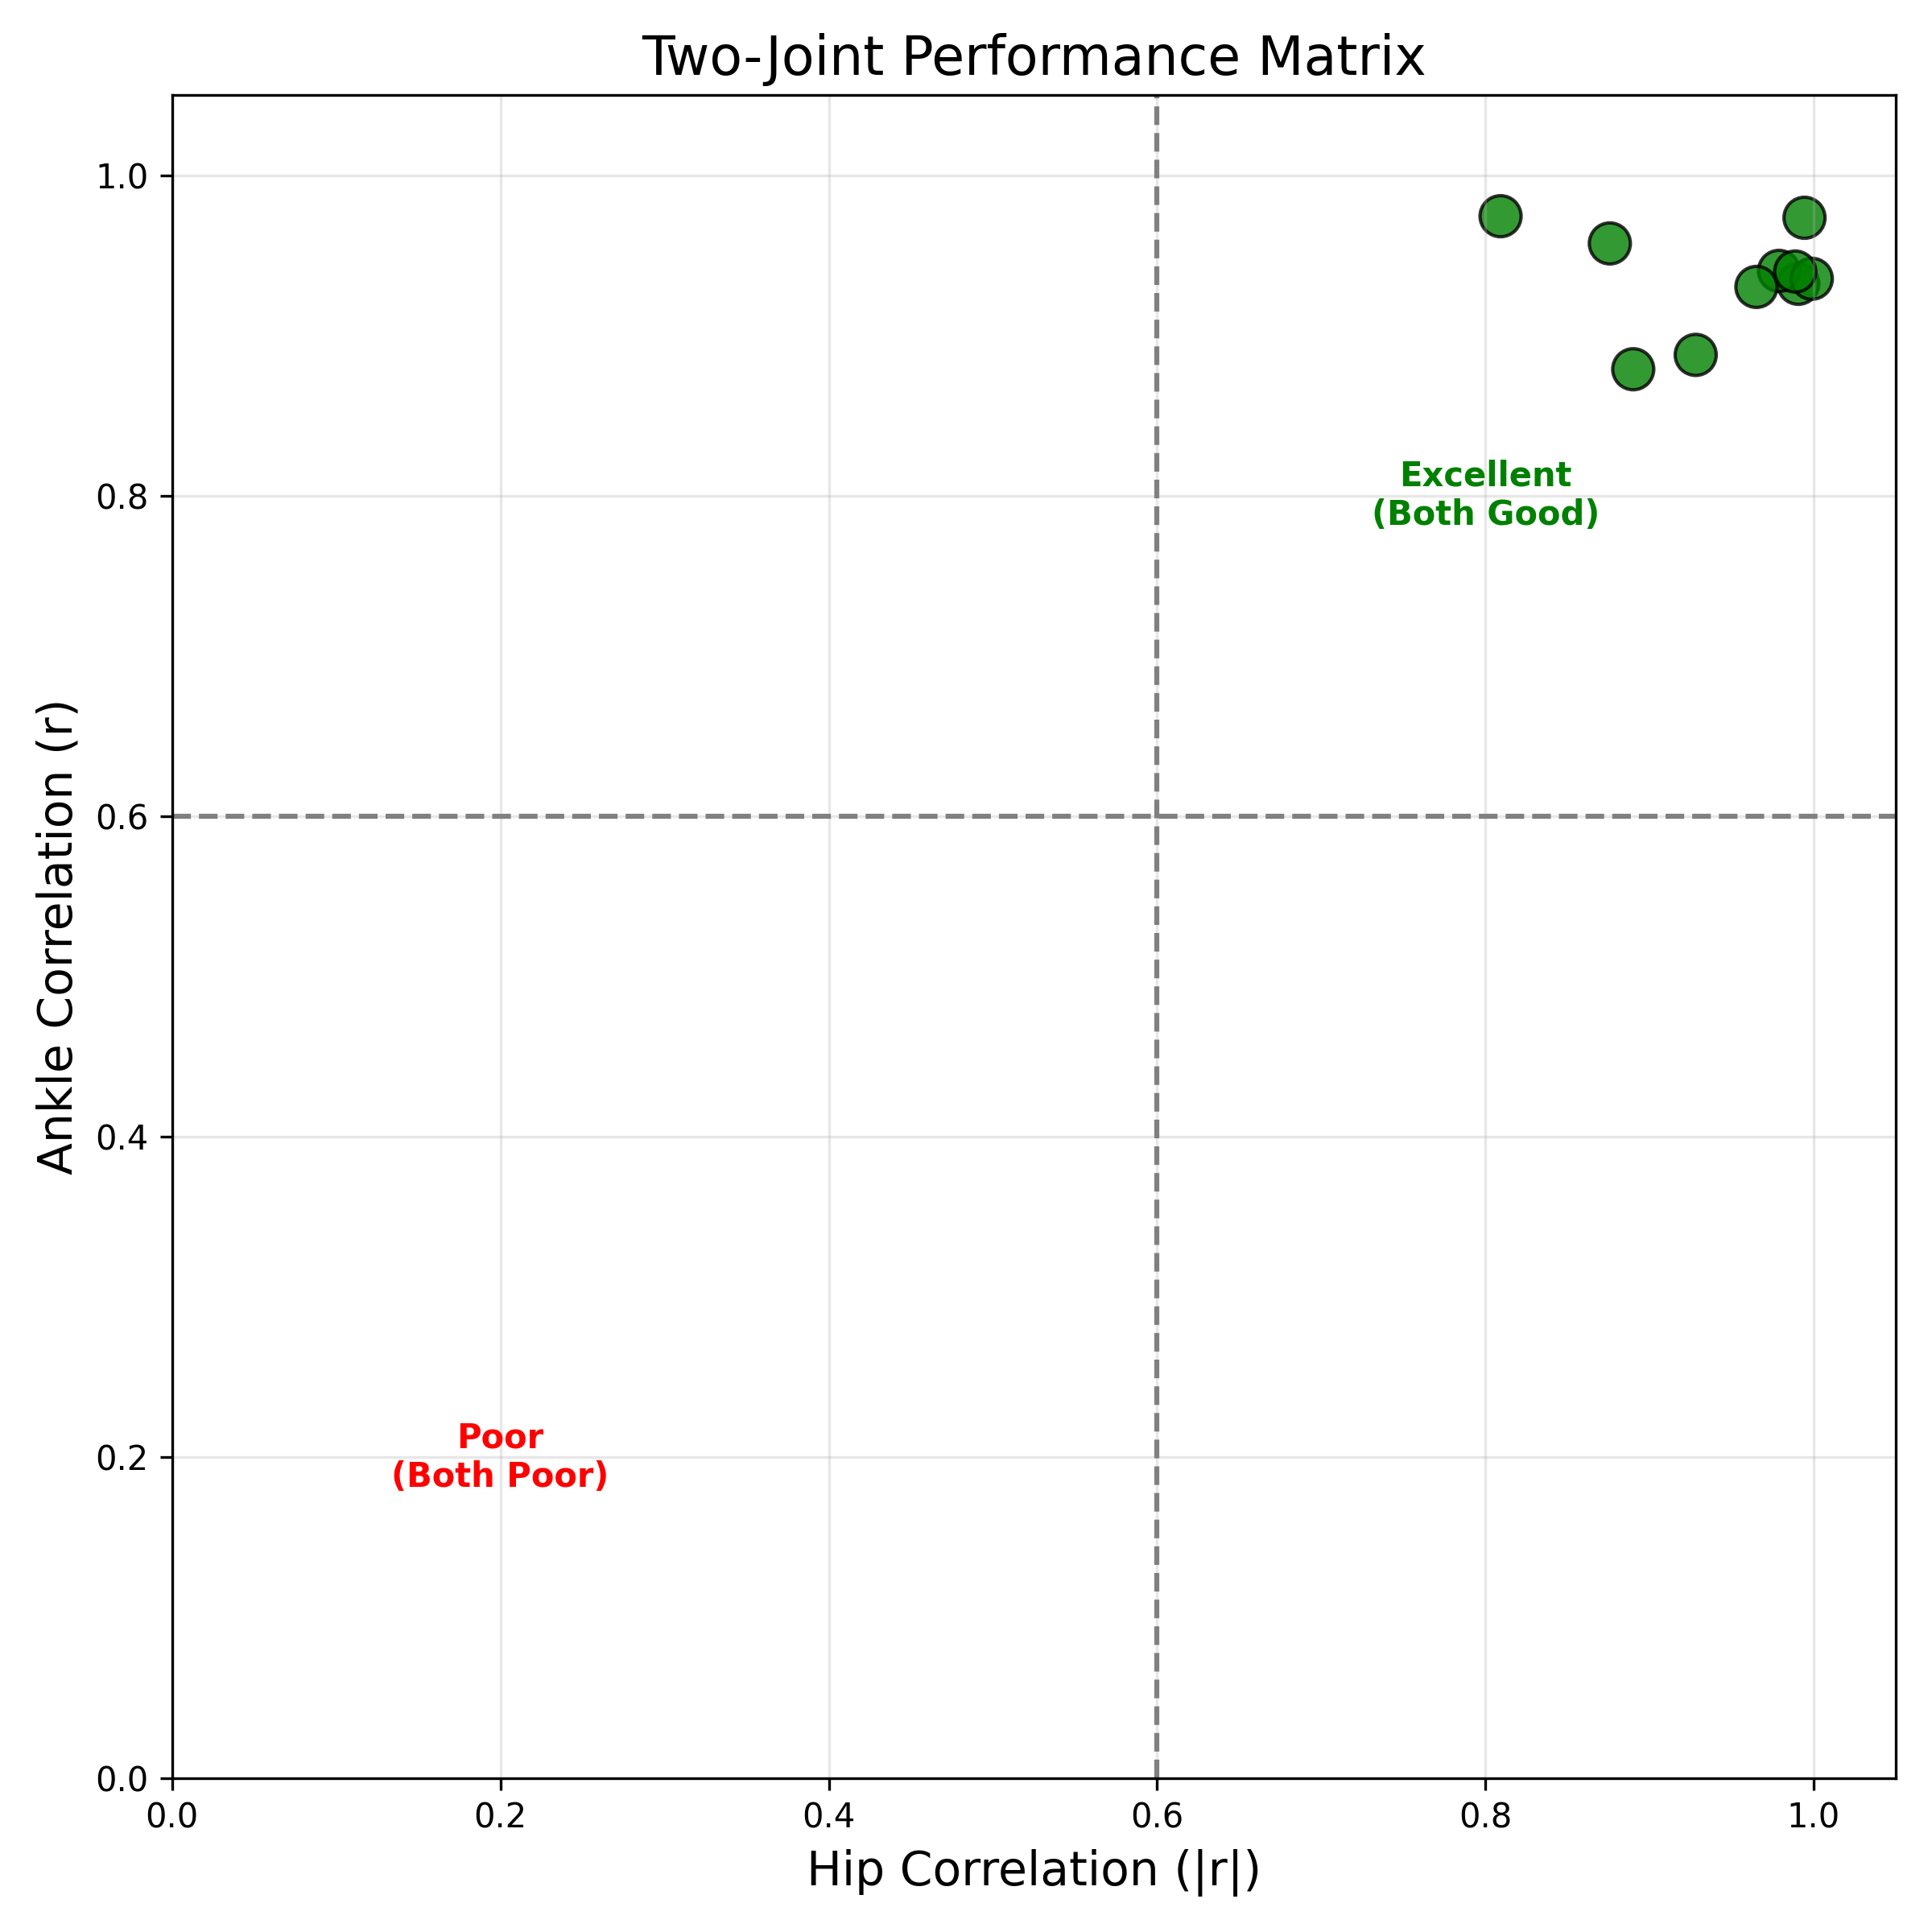 Two-Joint Performance Matrix
Ankle Correlation (r)
1.0
0.8
0.6
0.4
0.2
0.0
Excellent
(Both Good)
Poor
(Both Poor)
0.0 0.2 0.4 0.6 0.8 1.0
Hip Correlation (|r|)